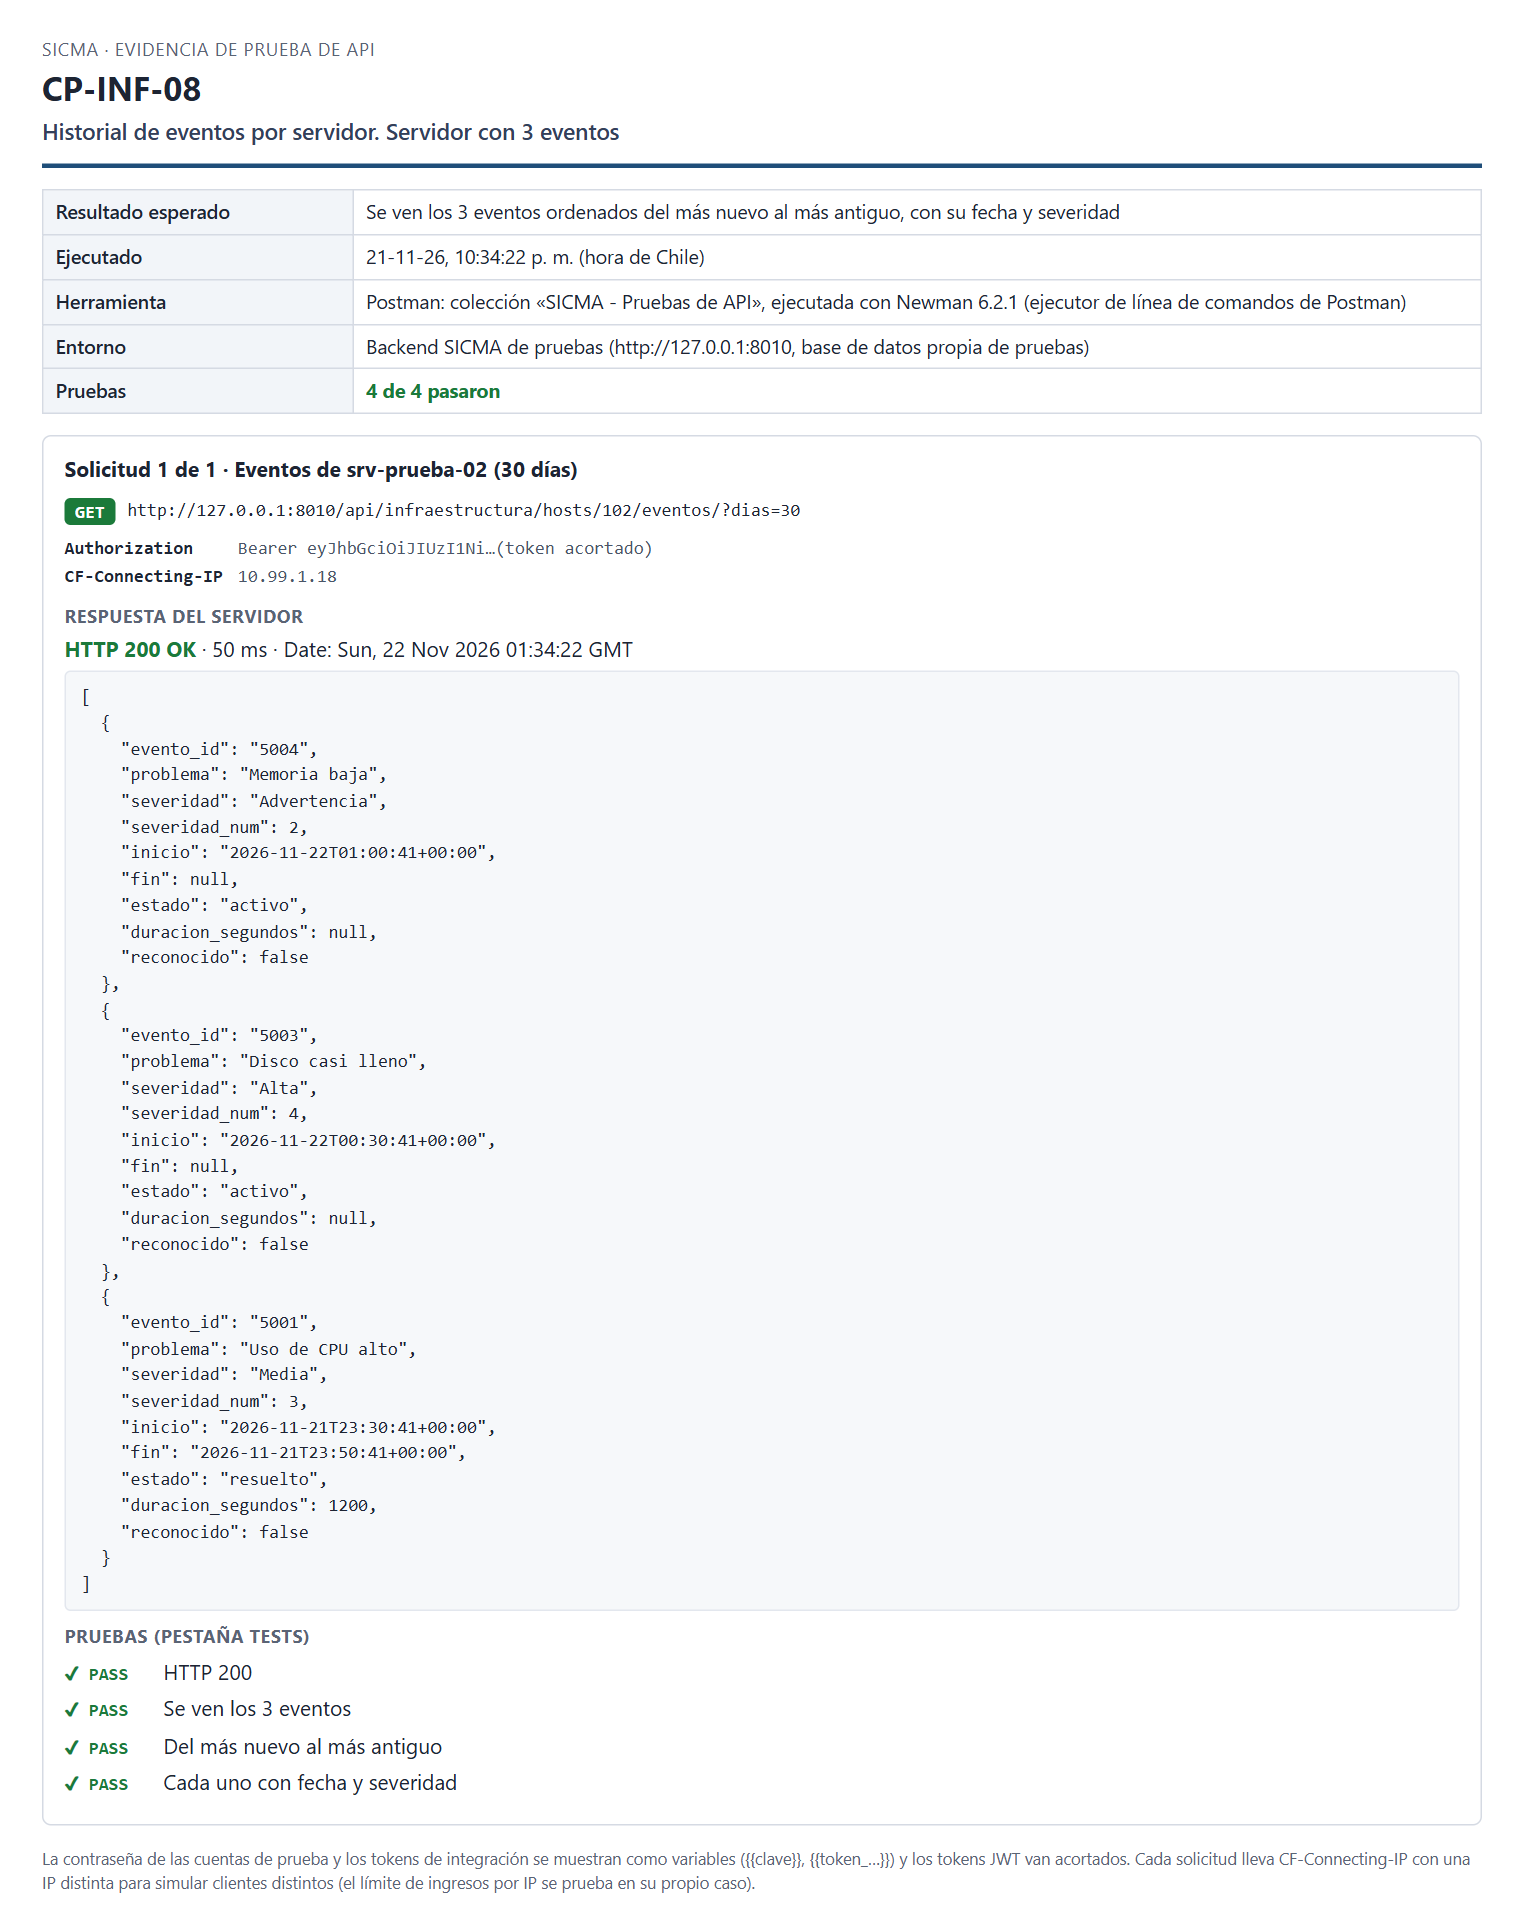 SICMA · EVIDENCIA DE PRUEBA DE API
CP-INF-08
Historial de eventos por servidor. Servidor con 3 eventos
Resultado esperado Se ven los 3 eventos ordenados del más nuevo al más antiguo, con su fecha y severidad
Ejecutado 21-11-26, 10:34:22 p. m. (hora de Chile)
Herramienta Postman: colección «SICMA - Pruebas de API», ejecutada con Newman 6.2.1 (ejecutor de línea de comandos de Postman)
Entorno Backend SICMA de pruebas (http://127.0.0.1:8010, base de datos propia de pruebas)
Pruebas 4 de 4 pasaron
Solicitud 1 de 1 · Eventos de srv-prueba-02 (30 días)
GET http://127.0.0.1:8010/api/infraestructura/hosts/102/eventos/?dias=30
Authorization Bearer eyJhbGciOiJIUzI1Ni…(token acortado)
CF-Connecting-IP 10.99.1.18
RESPUESTA DEL SERVIDOR
HTTP 200 OK · 50 ms · Date: Sun, 22 Nov 2026 01:34:22 GMT
[
{
"evento_id": "5004",
"problema": "Memoria baja",
"severidad": "Advertencia",
"severidad_num": 2,
"inicio": "2026-11-22T01:00:41+00:00",
"fin": null,
"estado": "activo",
"duracion_segundos": null,
"reconocido": false
},
{
"evento_id": "5003",
"problema": "Disco casi lleno",
"severidad": "Alta",
"severidad_num": 4,
"inicio": "2026-11-22T00:30:41+00:00",
"fin": null,
"estado": "activo",
"duracion_segundos": null,
"reconocido": false
},
{
"evento_id": "5001",
"problema": "Uso de CPU alto",
"severidad": "Media",
"severidad_num": 3,
"inicio": "2026-11-21T23:30:41+00:00",
"fin": "2026-11-21T23:50:41+00:00",
"estado": "resuelto",
"duracion_segundos": 1200,
"reconocido": false
}
]
PRUEBAS (PESTAÑA TESTS)
✔ PASS HTTP 200
✔ PASS Se ven los 3 eventos
✔ PASS Del más nuevo al más antiguo
✔ PASS Cada uno con fecha y severidad
La contraseña de las cuentas de prueba y los tokens de integración se muestran como variables ({{clave}}, {{token_…}}) y los tokens JWT van acortados. Cada solicitud lleva CF-Connecting-IP con una
IP distinta para simular clientes distintos (el límite de ingresos por IP se prueba en su propio caso).